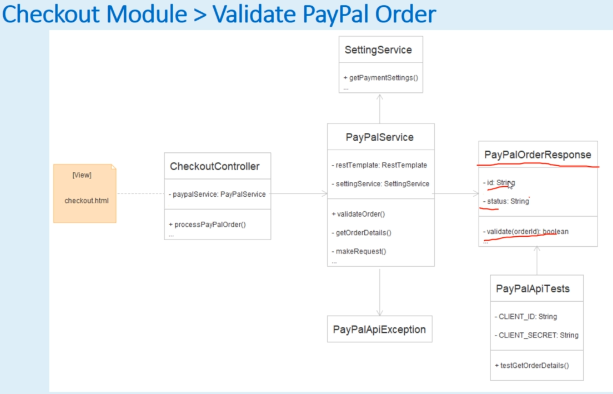 Checkout Module > Validate PayPal Order
SettingService
+ getPaymentSettings()
...
PayPalService
- restTemplate: RestTemplate
- settingService: SettingService
+ validateOrder()
- getOrderDetails()
- makeRequest()
...
PayPalOrderResponse
- id: String
- status: String
- validate(orderId): boolean
...
[View]
checkout.html
CheckoutController
- paypalService: PayPalService
+ processPayPalOrder()
...
PayPalApiException
PayPalApiTests
- CLIENT_ID: String
- CLIENT_SECRET: String
+ testGetOrderDetails()